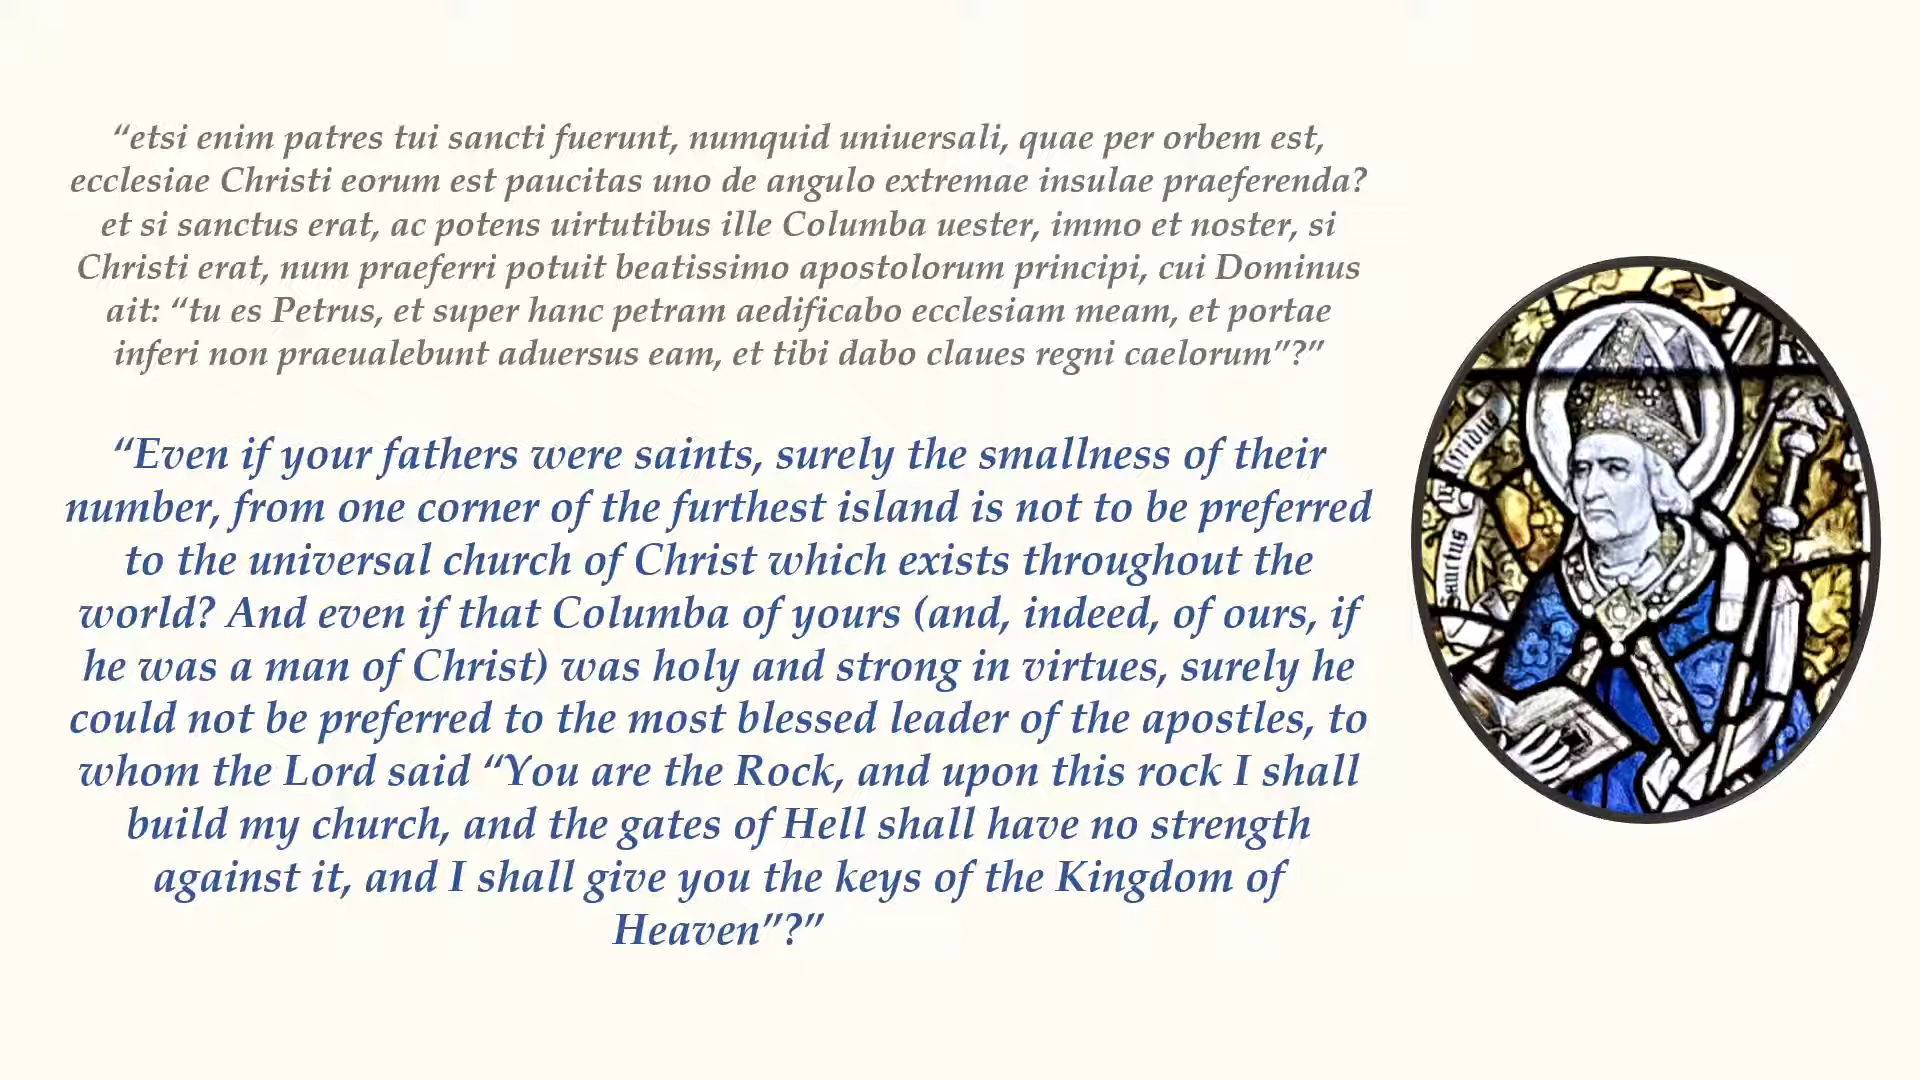 “etsi enim patres tui sancti fuerunt, numquid uniuersali, quae per orbem est,
ecclesiae Christi eorum est paucitas uno de angulo extremae insulae praeferenda?
et si sanctus erat, ac potens uirtutibus ille Columba uester, immo et noster, si
Christi erat, num praeferri potuit beatissimo apostolorum principi, cui Dominus
ait: “tu es Petrus, et super hanc petram aedificabo ecclesiam meam, et portae
inferi non praeualebunt aduersus eam, et tibi dabo claues regni caelorum”?”
“Even if your fathers were saints, surely the smallness of their
number, from one corner of the furthest island is not to be preferred
to the universal church of Christ which exists throughout the
world? And even if that Columba of yours (and, indeed, of ours, if
he was a man of Christ) was holy and strong in virtues, surely he
could not be preferred to the most blessed leader of the apostles, to
whom the Lord said “You are the Rock, and upon this rock I shall
build my church, and the gates of Hell shall have no strength
against it, and I shall give you the keys of the Kingdom of
Heaven”?”
Sanctus